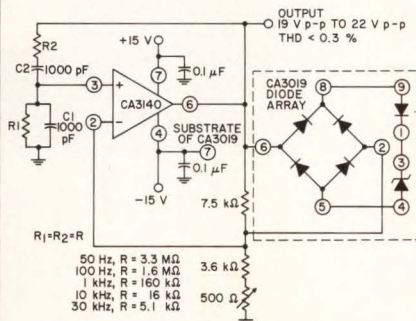 OUTPUT
19 V p-p TO 22 V p-p
THD < 0.3 %
+15 V
R2
C2
1000 pF
7
0.1 µF
3
+
CA3140
6
2
−
4
R1
C1
1000
pF
SUBSTRATE
OF CA3019
7
0.1 µF
−15 V
CA3019
DIODE
ARRAY
8
9
6
2
1
3
5
4
7.5 kΩ
R1=R2=R
50 Hz, R = 3.3 MΩ
100 Hz, R = 1.6 MΩ
1 kHz, R = 160 kΩ
10 kHz, R = 16 kΩ
30 kHz, R = 5.1 kΩ
3.6 kΩ
500 Ω